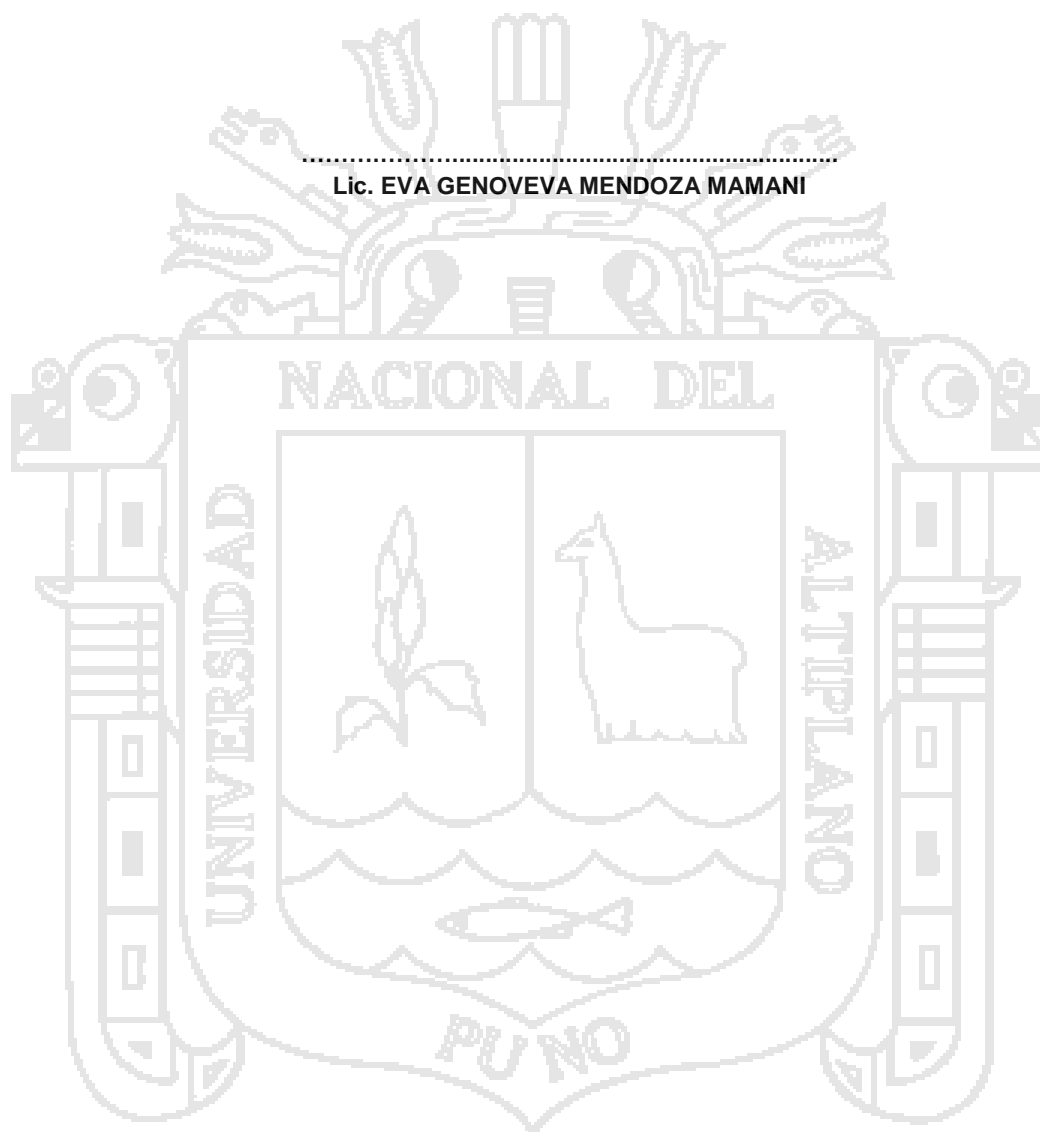 …………………..........................................................
Lic. EVA GENOVEVA MENDOZA MAMANI
NACIONAL DEL
UNIVERSIDAD
ALTIPLANO
PUNO